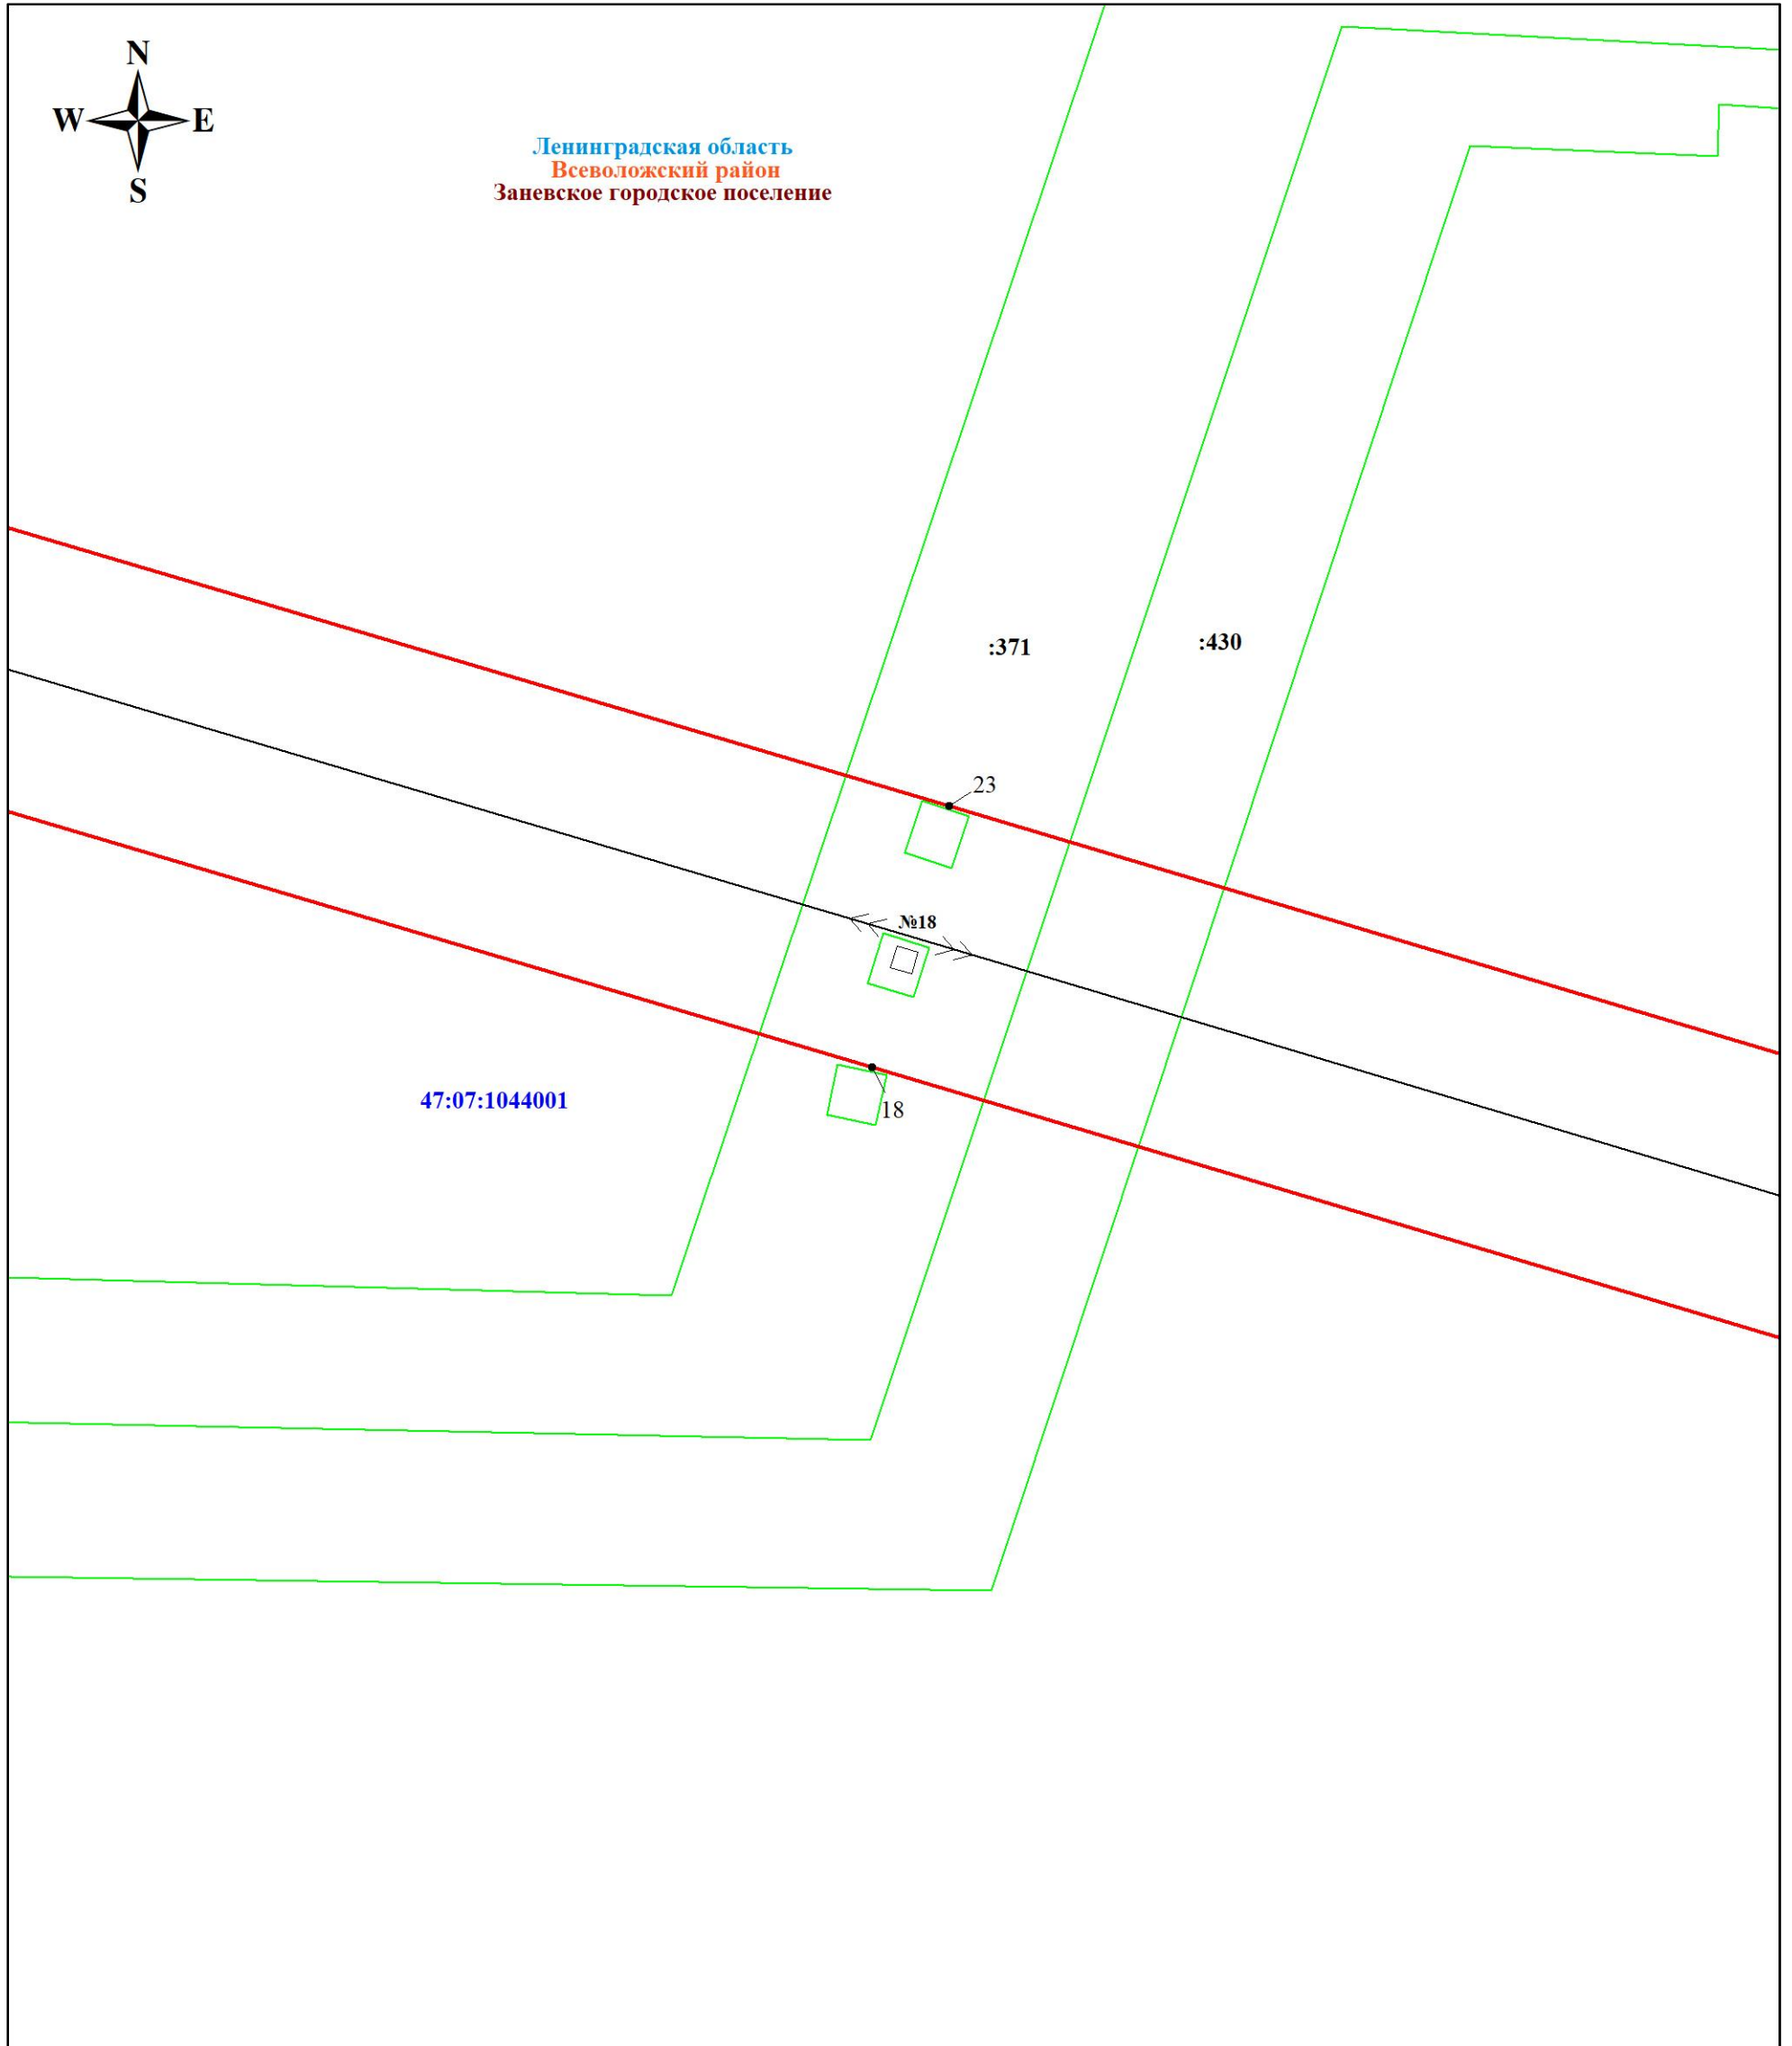 N
W E
S
Ленинградская область
Всеволожский район
Заневское городское поселение
:371
:430
23
№18
18
47:07:1044001